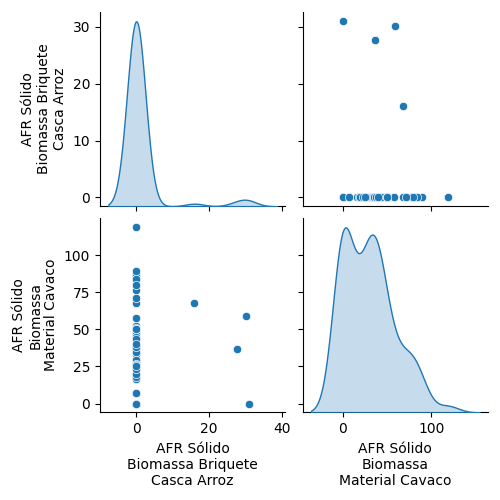 AFR Sólido
Biomassa Briquete
Casca Arroz
30
20
10
0
AFR Sólido
Biomassa
Material Cavaco
100
75
50
25
0
0
20
40
0
100
AFR Sólido
Biomassa Briquete
Casca Arroz
AFR Sólido
Biomassa
Material Cavaco